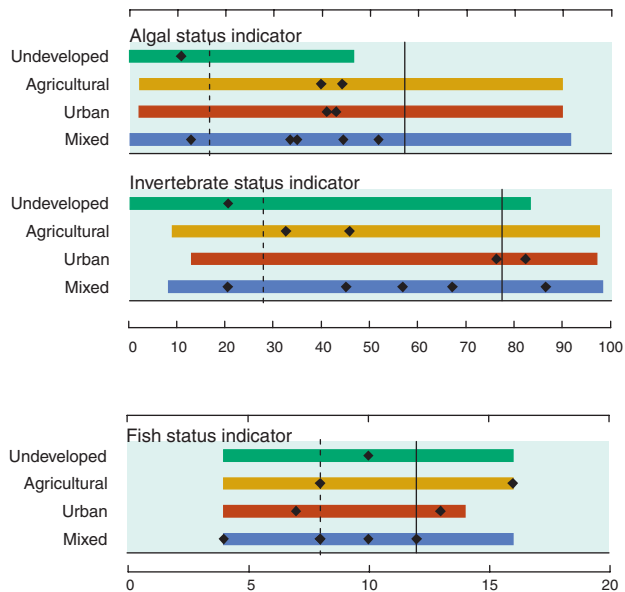 Algal status indicator
Undeveloped
Agricultural
Urban
Mixed
Invertebrate status indicator
Undeveloped
Agricultural
Urban
Mixed
0 10 20 30 40 50 60 70 80 90 100
Fish status indicator
Undeveloped
Agricultural
Urban
Mixed
0 5 10 15 20